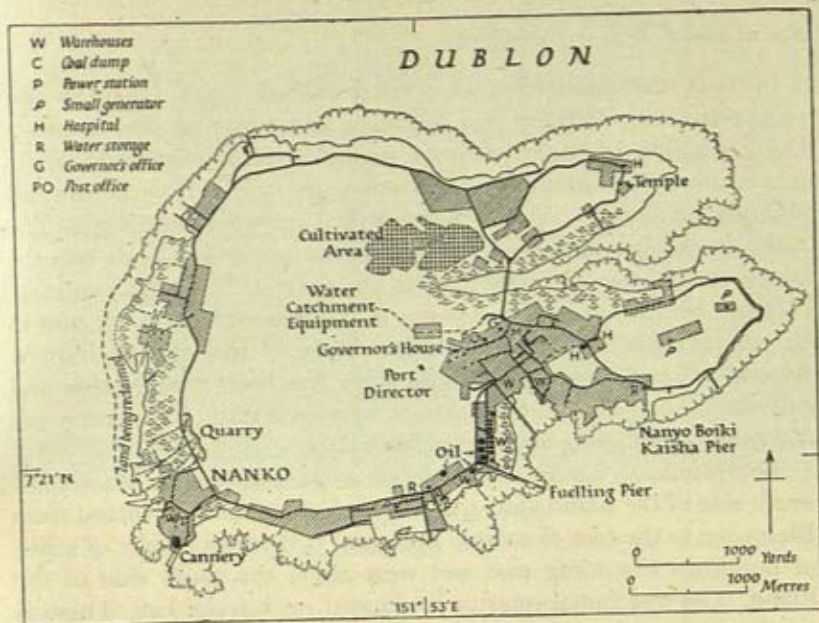 DUBLON
W Warehouses
C Coal dump
P Power station
P Small generator
H Hospital
R Water storage
G Governor's office
PO Post office
H
Temple
Cultivated
Area
Water
Catchment
Equipment
Governor's House
Port
Director
H
H
P
P
W
W
W
Quarry
NANKO
Oil
R
W
Nanyo Boiki
Kaisha Pier
Fuelling Pier
land being reclaimed
7°21'N
W
Cannery
0 1000 Yards
0 1000
Metres
151° 53'E